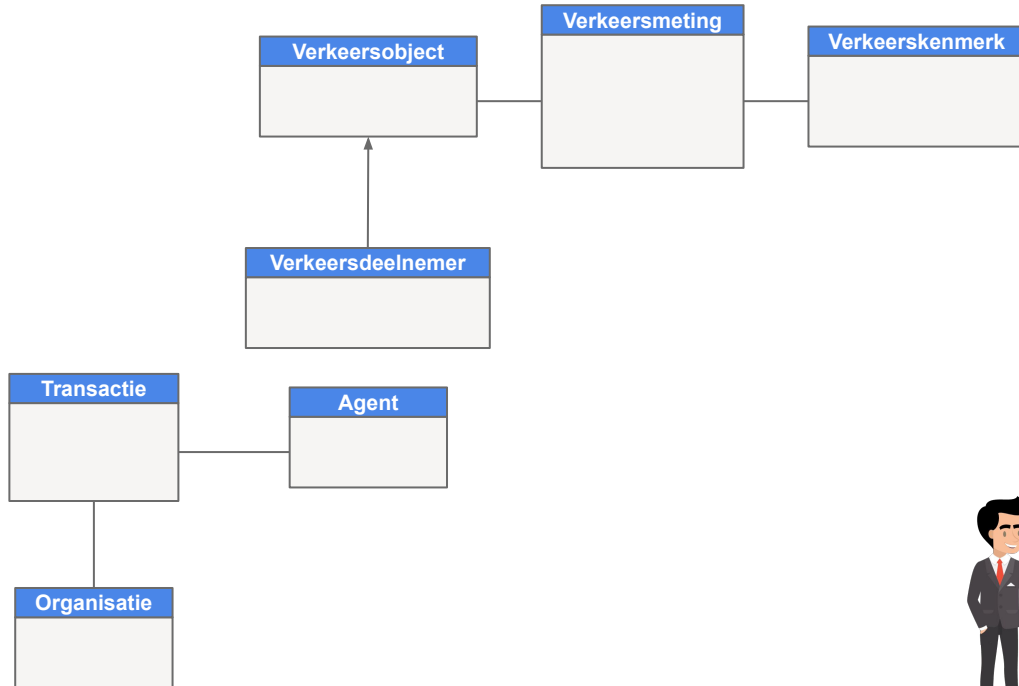 Verkeersmeting
Verkeersobject
Verkeerskenmerk
Verkeersdeelnemer
Transactie
Agent
Organisatie